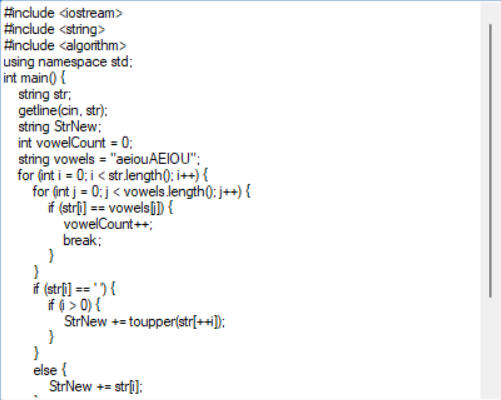 #include <iostream>
#include <string>
#include <algorithm>
using namespace std;
int main() {
    string str;
    getline(cin, str);
    string StrNew;
    int vowelCount = 0;
    string vowels = "aeiouAEIOU";
    for (int i = 0; i < str.length(); i++) {
        for (int j = 0; j < vowels.length(); j++) {
            if (str[i] == vowels[j]) {
                vowelCount++;
                break;
            }
        }
        if (str[i] == ' ') {
            if (i > 0) {
                StrNew += toupper(str[++i]);
            }
        }
        else {
            StrNew += str[i];